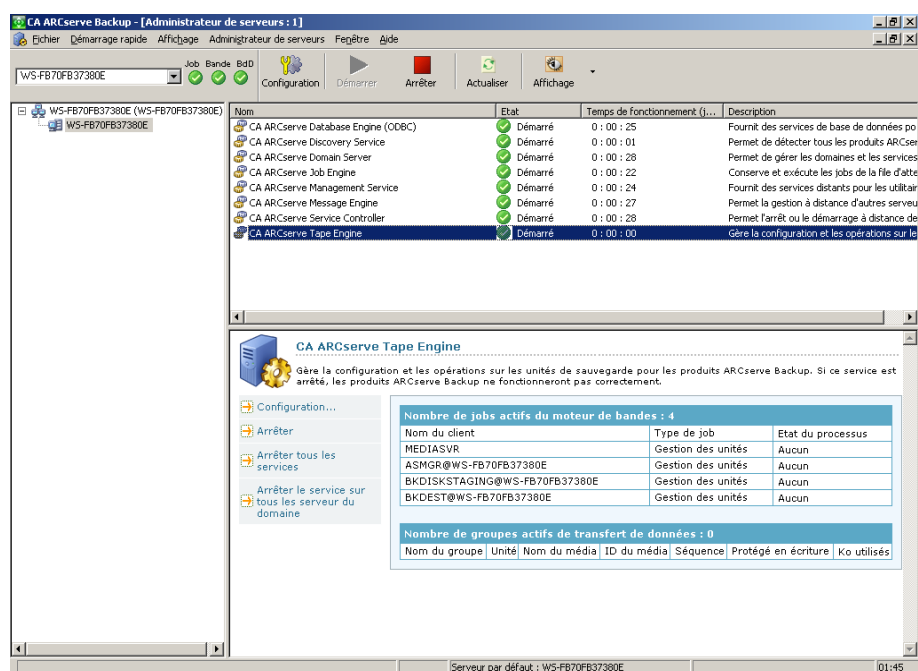 CA ARCserve Backup - [Administrateur de serveurs : 1]
Fichier Démarrage rapide Affichage Administrateur de serveurs Fenêtre Aide
Job Bande BdD
WS-FB70FB37380E
Configuration Démarrer Arrêter Actualiser Affichage
WS-FB70FB37380E (WS-FB70FB37380E)
WS-FB70FB37380E
Nom Etat Temps de fonctionnement (j... Description
CA ARCserve Database Engine (ODBC) Démarré 0 : 00 : 25 Fournit des services de base de données po
CA ARCserve Discovery Service Démarré 0 : 00 : 01 Permet de détecter tous les produits ARCser
CA ARCserve Domain Server Démarré 0 : 00 : 28 Permet de gérer les domaines et les services
CA ARCserve Job Engine Démarré 0 : 00 : 22 Conserve et exécute les jobs de la file d'atte
CA ARCserve Management Service Démarré 0 : 00 : 24 Fournit des services distants pour les utilitair
CA ARCserve Message Engine Démarré 0 : 00 : 27 Permet la gestion à distance d'autres serveu
CA ARCserve Service Controller Démarré 0 : 00 : 28 Permet l'arrêt ou le démarrage à distance de
CA ARCserve Tape Engine Démarré 0 : 00 : 00 Gère la configuration et les opérations sur le
CA ARCserve Tape Engine
Gère la configuration et les opérations sur les unités de sauvegarde pour les produits ARCserve Backup. Si ce service est
arrêté, les produits ARCserve Backup ne fonctionneront pas correctement.
Configuration...
Arrêter
Arrêter tous les
services
Arrêter le service sur
tous les serveur du
domaine
Nombre de jobs actifs du moteur de bandes : 4
Nom du client Type de job Etat du processus
MEDIASVR Gestion des unités Aucun
ASMGR@WS-FB70FB37380E Gestion des unités Aucun
BKDISKSTAGING@WS-FB70FB37380E Gestion des unités Aucun
BKDEST@WS-FB70FB37380E Gestion des unités Aucun
Nombre de groupes actifs de transfert de données : 0
Nom du groupe Unité Nom du média ID du média Séquence Protégé en écriture Ko utilisés
Serveur par défaut : WS-FB70FB37380E 01:45